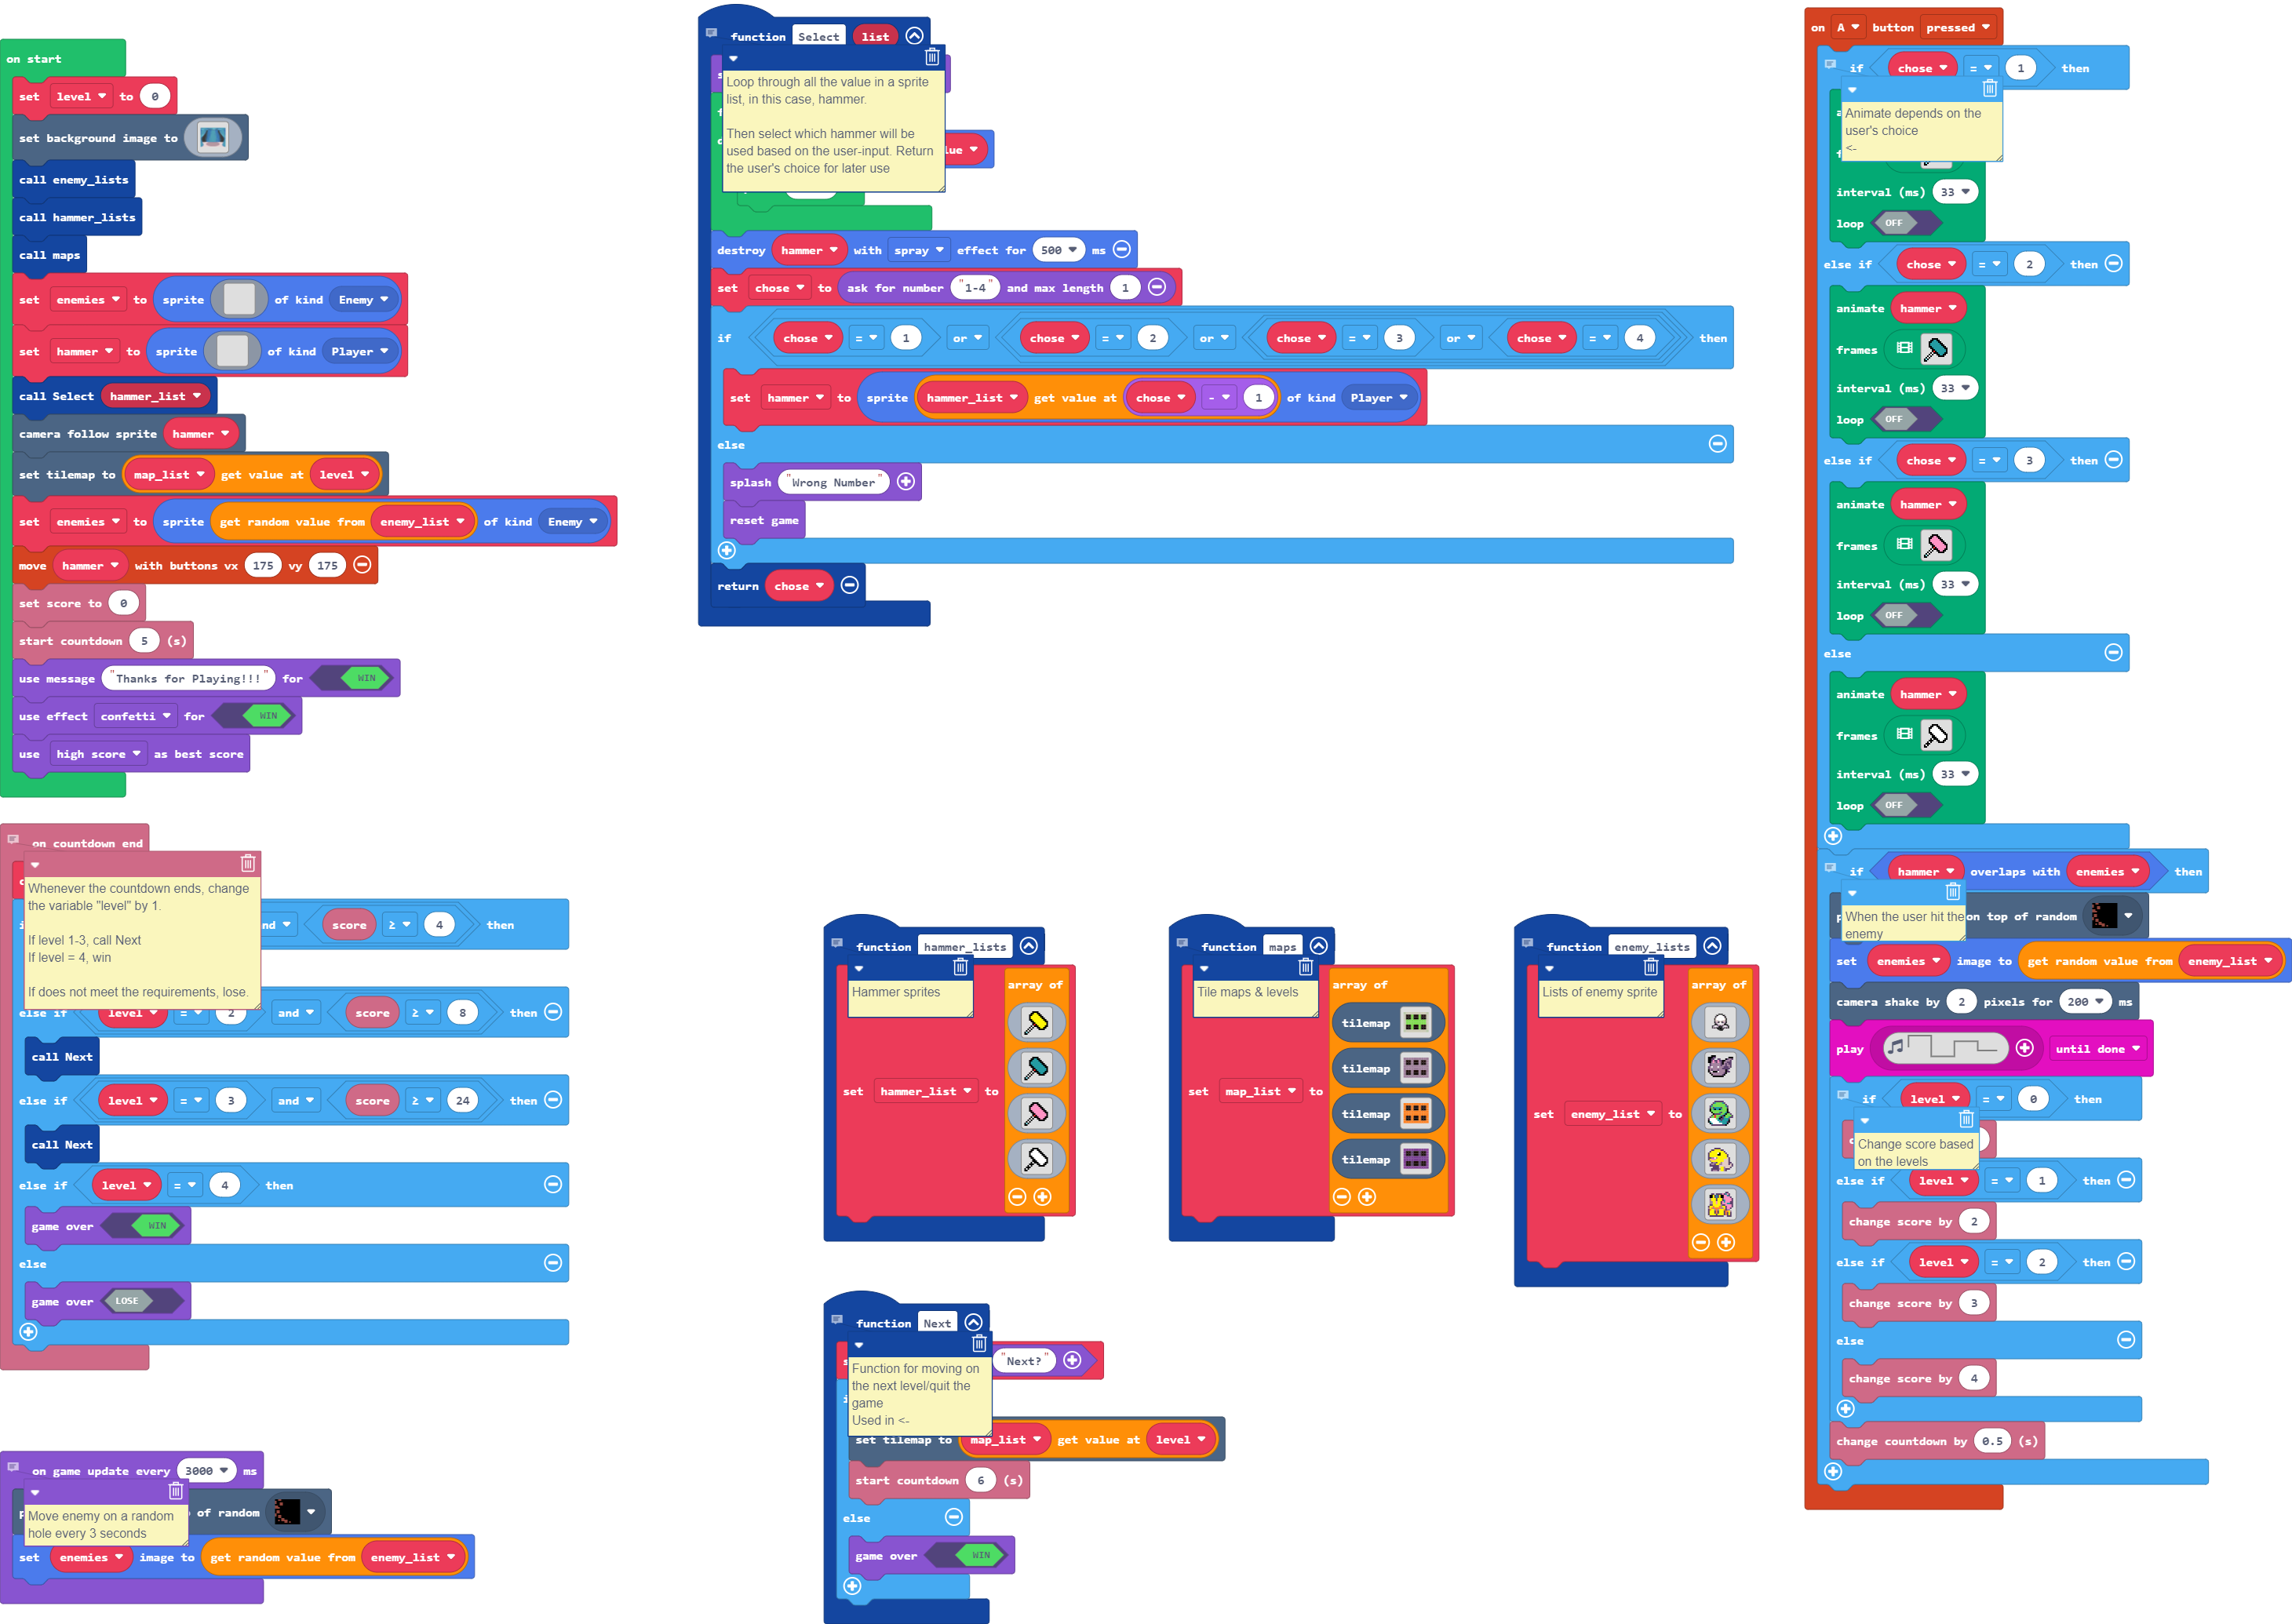 on start
set level to 0
set background image to
call enemy_lists
call hammer_lists
call maps
set enemies to sprite of kind Enemy
set hammer to sprite of kind Player
call Select hammer_list
camera follow sprite hammer
set tilemap to map_list get value at level
set enemies to sprite get random value from enemy_list of kind Enemy
move hammer with buttons vx 175 vy 175
set score to 0
start countdown 5 (s)
use message "Thanks for Playing!!!" for WIN
use effect confetti for WIN
use high score as best score
on countdown end
Whenever the countdown ends, change
the variable "level" by 1.
If level 1-3, call Next
If level = 4, win
If does not meet the requirements, lose.
score ≥ 4 then
else if level = 2 and score ≥ 8 then
call Next
else if level = 3 and score ≥ 24 then
call Next
else if level = 4 then
game over WIN
else
game over LOSE
on game update every 3000 ms
Move enemy on a random
hole every 3 seconds
of random
set enemies image to get random value from enemy_list
function Select list
Loop through all the value in a sprite
list, in this case, hammer.
Then select which hammer will be
used based on the user-input. Return
the user's choice for later use
destroy hammer with spray effect for 500 ms
set chose to ask for number "1-4" and max length 1
if chose = 1 or chose = 2 or chose = 3 or chose = 4 then
set hammer to sprite hammer_list get value at chose - 1 of kind Player
else
splash "Wrong Number"
reset game
return chose
function hammer_lists
Hammer sprites
array of
set hammer_list to
function maps
Tile maps & levels
array of
tilemap
tilemap
set map_list to
tilemap
tilemap
function enemy_lists
Lists of enemy sprite
array of
set enemy_list to
function Next
"Next?"
Function for moving on
the next level/quit the
game
Used in <-
set tilemap to map_list get value at level
start countdown 6 (s)
else
game over WIN
on A button pressed
if chose = 1 then
Animate depends on the
user's choice
<-
interval (ms) 33
loop OFF
else if chose = 2 then
animate hammer
frames
interval (ms) 33
loop OFF
else if chose = 3 then
animate hammer
frames
interval (ms) 33
loop OFF
else
animate hammer
frames
interval (ms) 33
loop OFF
if hammer overlaps with enemies then
When the user hit the
enemy
on top of random
set enemies image to get random value from enemy_list
camera shake by 2 pixels for 200 ms
play until done
if level = 0 then
Change score based
on the levels
else if level = 1 then
change score by 2
else if level = 2 then
change score by 3
else
change score by 4
change countdown by 0.5 (s)